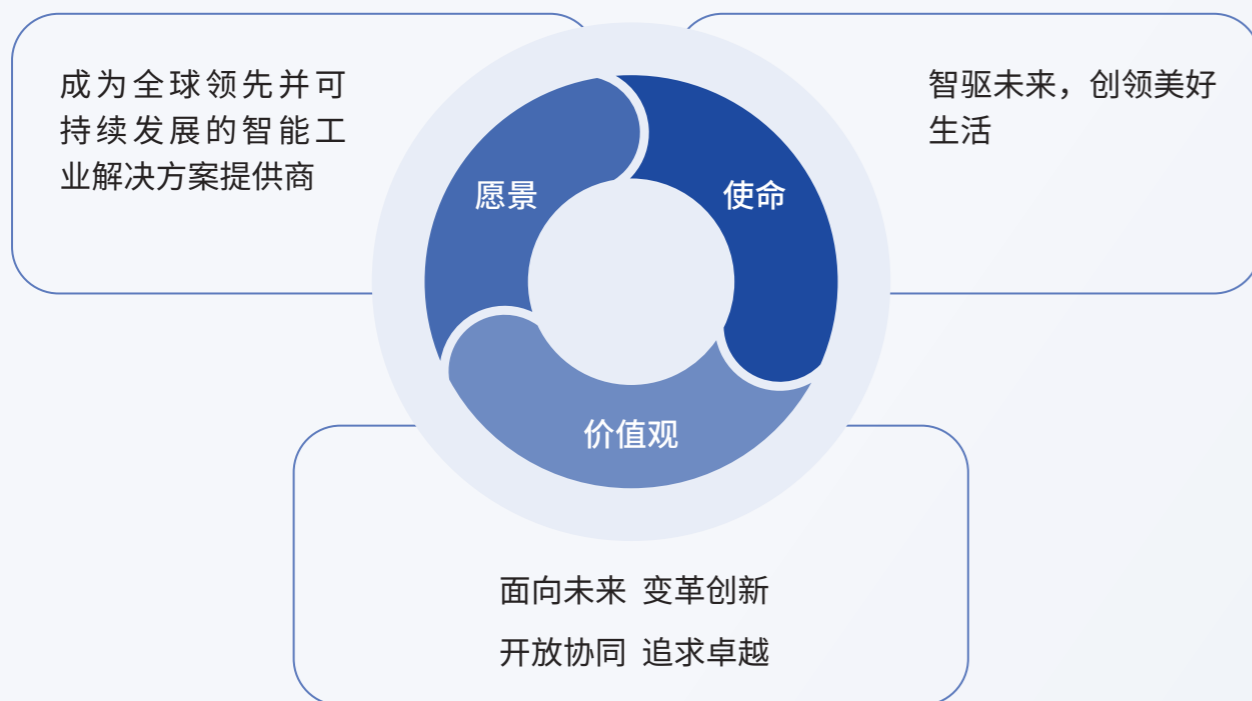 成为全球领先并可
持续发展的智能工
业解决方案提供商
智驱未来，创领美好
生活
愿景
使命
价值观
面向未来 变革创新
开放协同 追求卓越